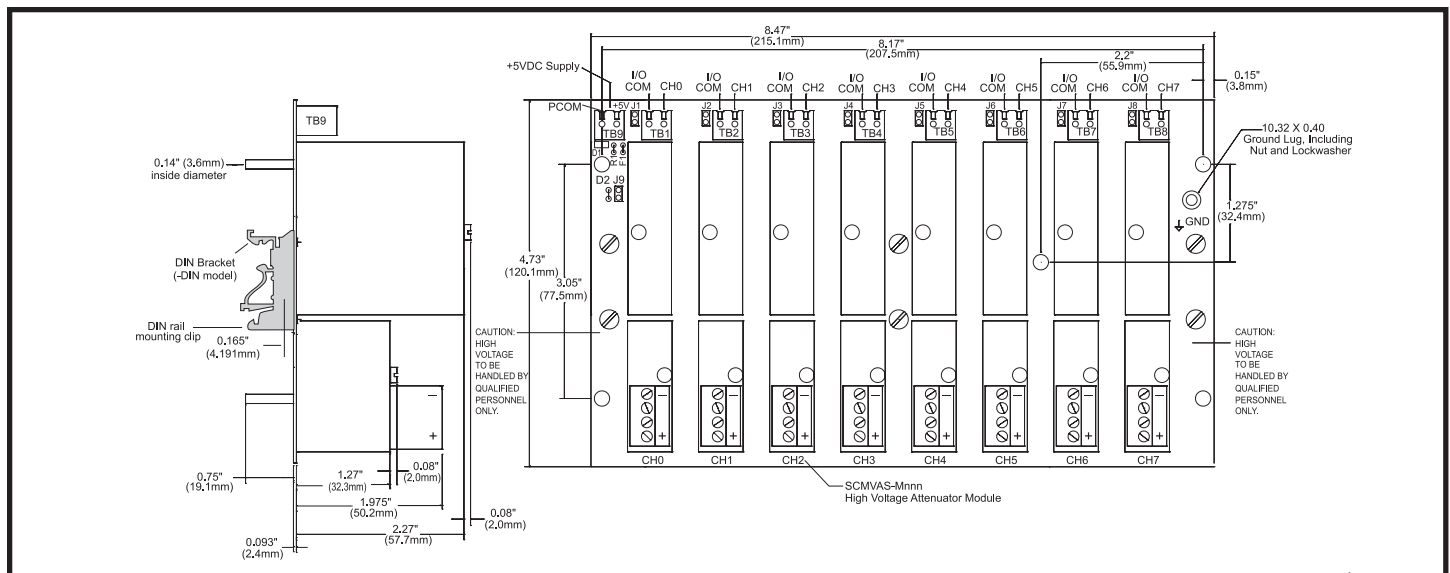 8.47"
(215.1mm)
8.17"
(207.5mm)
2.2"
(55.9mm)
0.15"
(3.8mm)
+5VDC Supply
I/O
COM CH0
I/O
COM CH1
I/O
COM CH2
I/O
COM CH3
I/O
COM CH4
I/O
COM CH5
I/O
COM CH6
I/O
COM CH7
PCOM
+5V J1 J2 J3 J4 J5 J6 J7 J8
TB9 TB1 TB2 TB3 TB4 TB5 TB6 TB7 TB8
TB9
10.32 X 0.40
Ground Lug, Including
Nut and Lockwasher
D1 R1 F1
D2 J9
0.14" (3.6mm)
inside diameter
1.275"
(32.4mm)
GND
DIN Bracket
(-DIN model)
4.73"
(120.1mm)
3.05"
(77.5mm)
DIN rail
mounting clip
0.165"
(4.191mm)
CAUTION:
HIGH
VOLTAGE
TO BE
HANDLED BY
QUALIFIED
PERSONNEL
ONLY.
CAUTION:
HIGH
VOLTAGE
TO BE
HANDLED BY
QUALIFIED
PERSONNEL
ONLY.
– – – – – – – – –
+ + + + + + + + +
CH0 CH1 CH2 CH3 CH4 CH5 CH6 CH7
0.75"
(19.1mm)
1.27"
(32.3mm)
0.08"
(2.0mm)
SCMVAS-Mnnn
High Voltage Attenuator Module
1.975"
(50.2mm)
0.08"
(2.0mm)
2.27"
(57.7mm)
0.093"
(2.4mm)